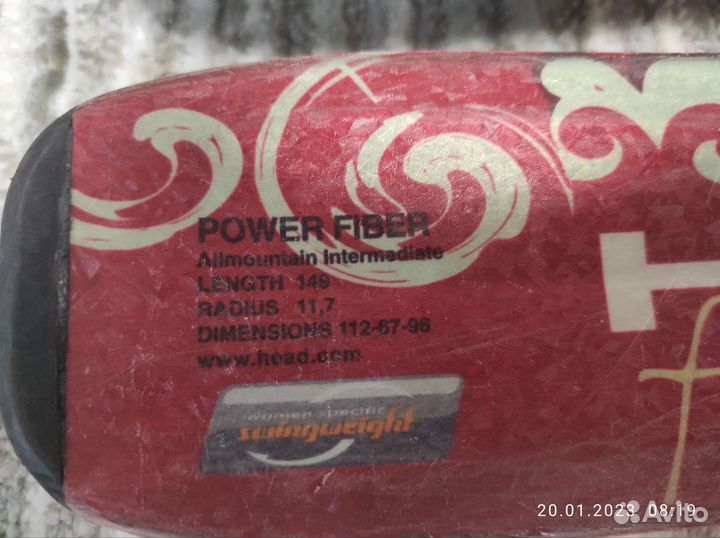 POWER FIBER
Allmountain Intermediate
LENGTH 149
RADIUS 11,7
DIMENSIONS 112-67-96
www.head.com
women specific
swingweight
T
f
20.01.2023 08:19
Avito